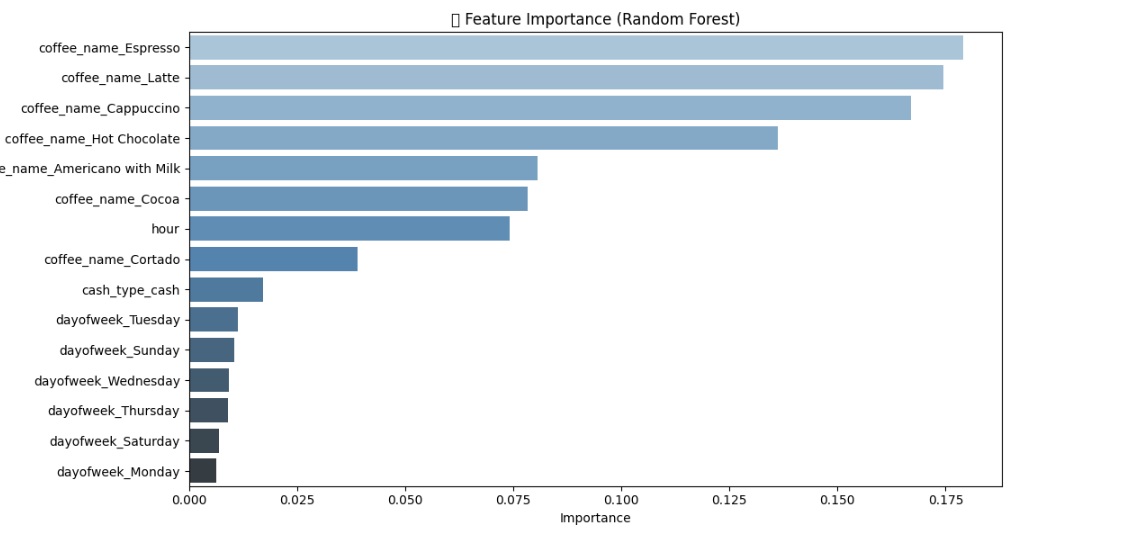 Feature Importance (Random Forest)
coffee_name_Espresso
coffee_name_Latte
coffee_name_Cappuccino
coffee_name_Hot Chocolate
e_name_Americano with Milk
coffee_name_Cocoa
hour
coffee_name_Cortado
cash_type_cash
dayofweek_Tuesday
dayofweek_Sunday
dayofweek_Wednesday
dayofweek_Thursday
dayofweek_Saturday
dayofweek_Monday
0.000 0.025 0.050 0.075 0.100 0.125 0.150 0.175
Importance